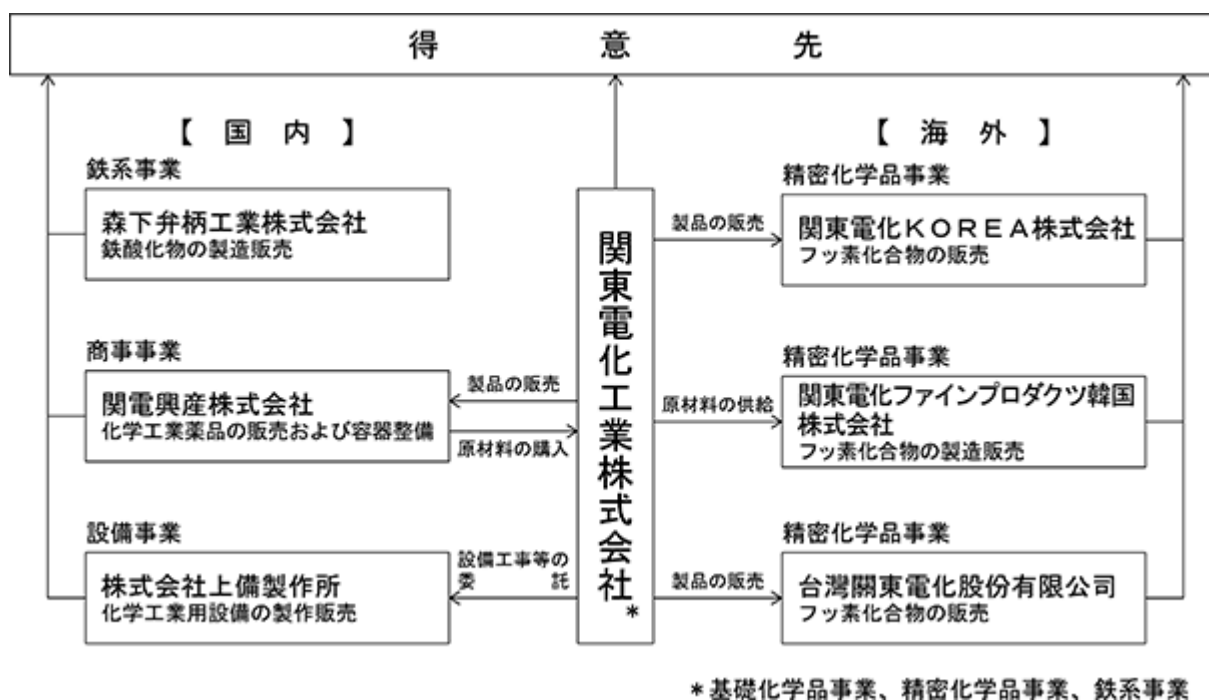 得意先
【国内】
鉄系事業
森下弁柄工業株式会社
鉄酸化物の製造販売
商事事業
関電興産株式会社
化学工業薬品の販売および容器整備
製品の販売
原材料の購入
設備事業
株式会社上備製作所
化学工業用設備の製作販売
設備工事等の
委託
関東電化工業株式会社*
【海外】
精密化学品事業
製品の販売
関東電化KOREA株式会社
フッ素化合物の販売
精密化学品事業
原材料の供給
関東電化ファインプロダクツ韓国
株式会社
フッ素化合物の製造販売
精密化学品事業
製品の販売
台灣關東電化股份有限公司
フッ素化合物の販売
*基礎化学品事業、精密化学品事業、鉄系事業